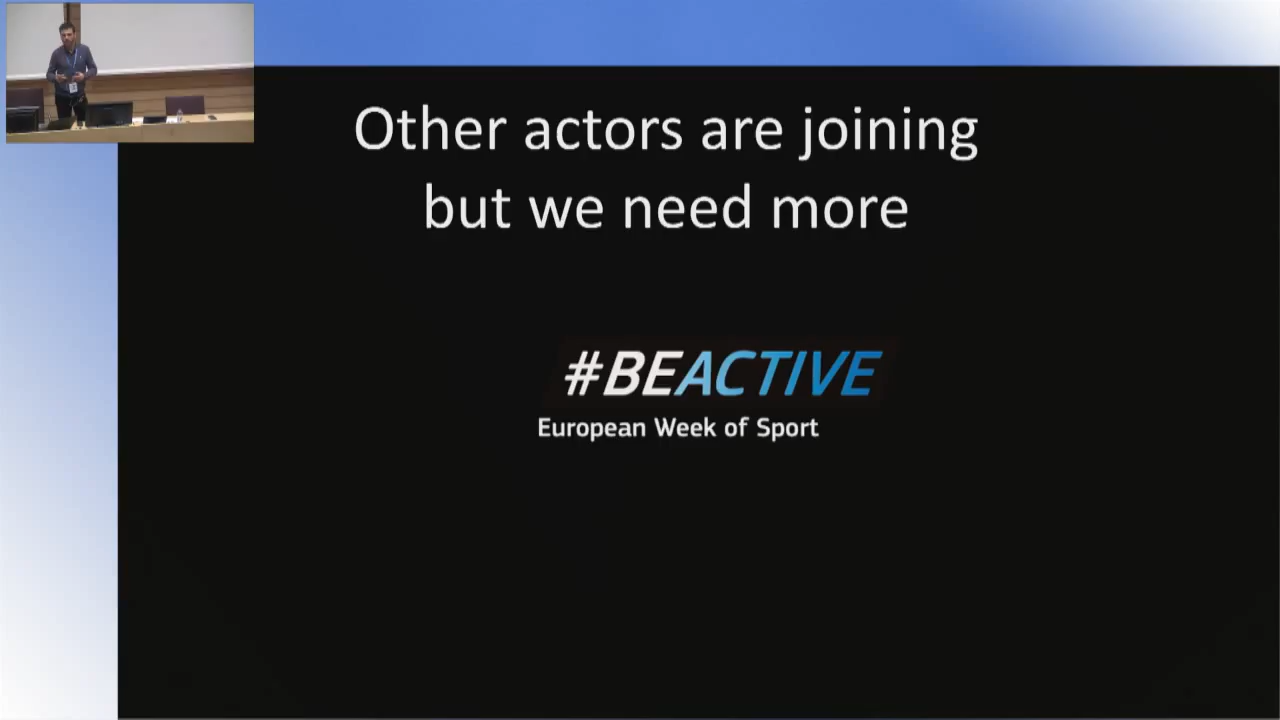 Other actors are joining
but we need more
#BEACTIVE
European Week of Sport